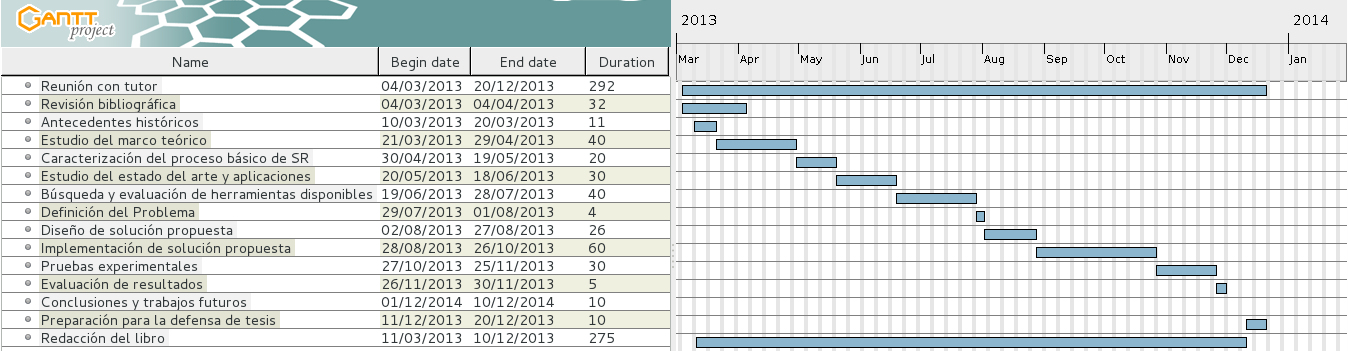 GANTT project
2013 2014
Mar Apr May Jun Jul Aug Sep Oct Nov Dec Jan
Name Begin date End date Duration
Reunión con tutor 04/03/2013 20/12/2013 292
Revisión bibliográfica 04/03/2013 04/04/2013 32
Antecedentes históricos 10/03/2013 20/03/2013 11
Estudio del marco teórico 21/03/2013 29/04/2013 40
Caracterización del proceso básico de SR 30/04/2013 19/05/2013 20
Estudio del estado del arte y aplicaciones 20/05/2013 18/06/2013 30
Búsqueda y evaluación de herramientas disponibles 19/06/2013 28/07/2013 40
Definición del Problema 29/07/2013 01/08/2013 4
Diseño de solución propuesta 02/08/2013 27/08/2013 26
Implementación de solución propuesta 28/08/2013 26/10/2013 60
Pruebas experimentales 27/10/2013 25/11/2013 30
Evaluación de resultados 26/11/2013 30/11/2013 5
Conclusiones y trabajos futuros 01/12/2014 10/12/2014 10
Preparación para la defensa de tesis 11/12/2013 20/12/2013 10
Redacción del libro 11/03/2013 10/12/2013 275